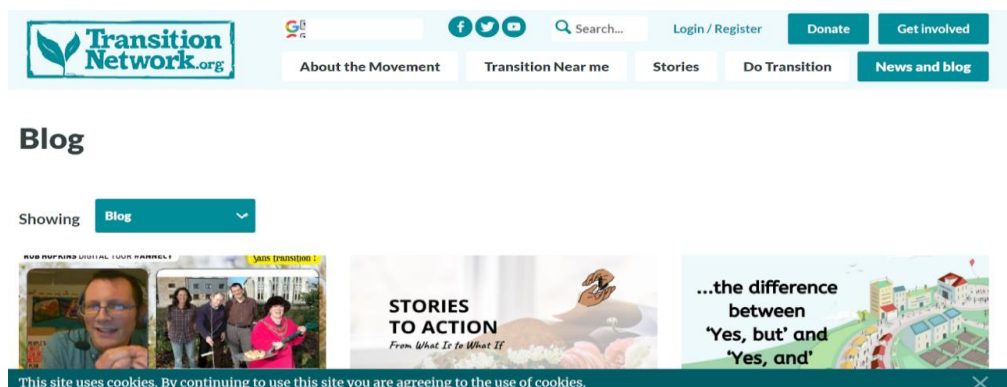 Transition
Network.org
Search...
Login / Register
Donate
Get involved
About the Movement
Transition Near me
Stories
Do Transition
News and blog
Blog
Showing
Blog
ROB HOPKINS DIGITAL TOUR #ANNECY
Sans transition !
STORIES
TO ACTION
From What Is to What If
...the difference
between
'Yes, but' and
'Yes, and'
This site uses cookies. By continuing to use this site you are agreeing to the use of cookies.